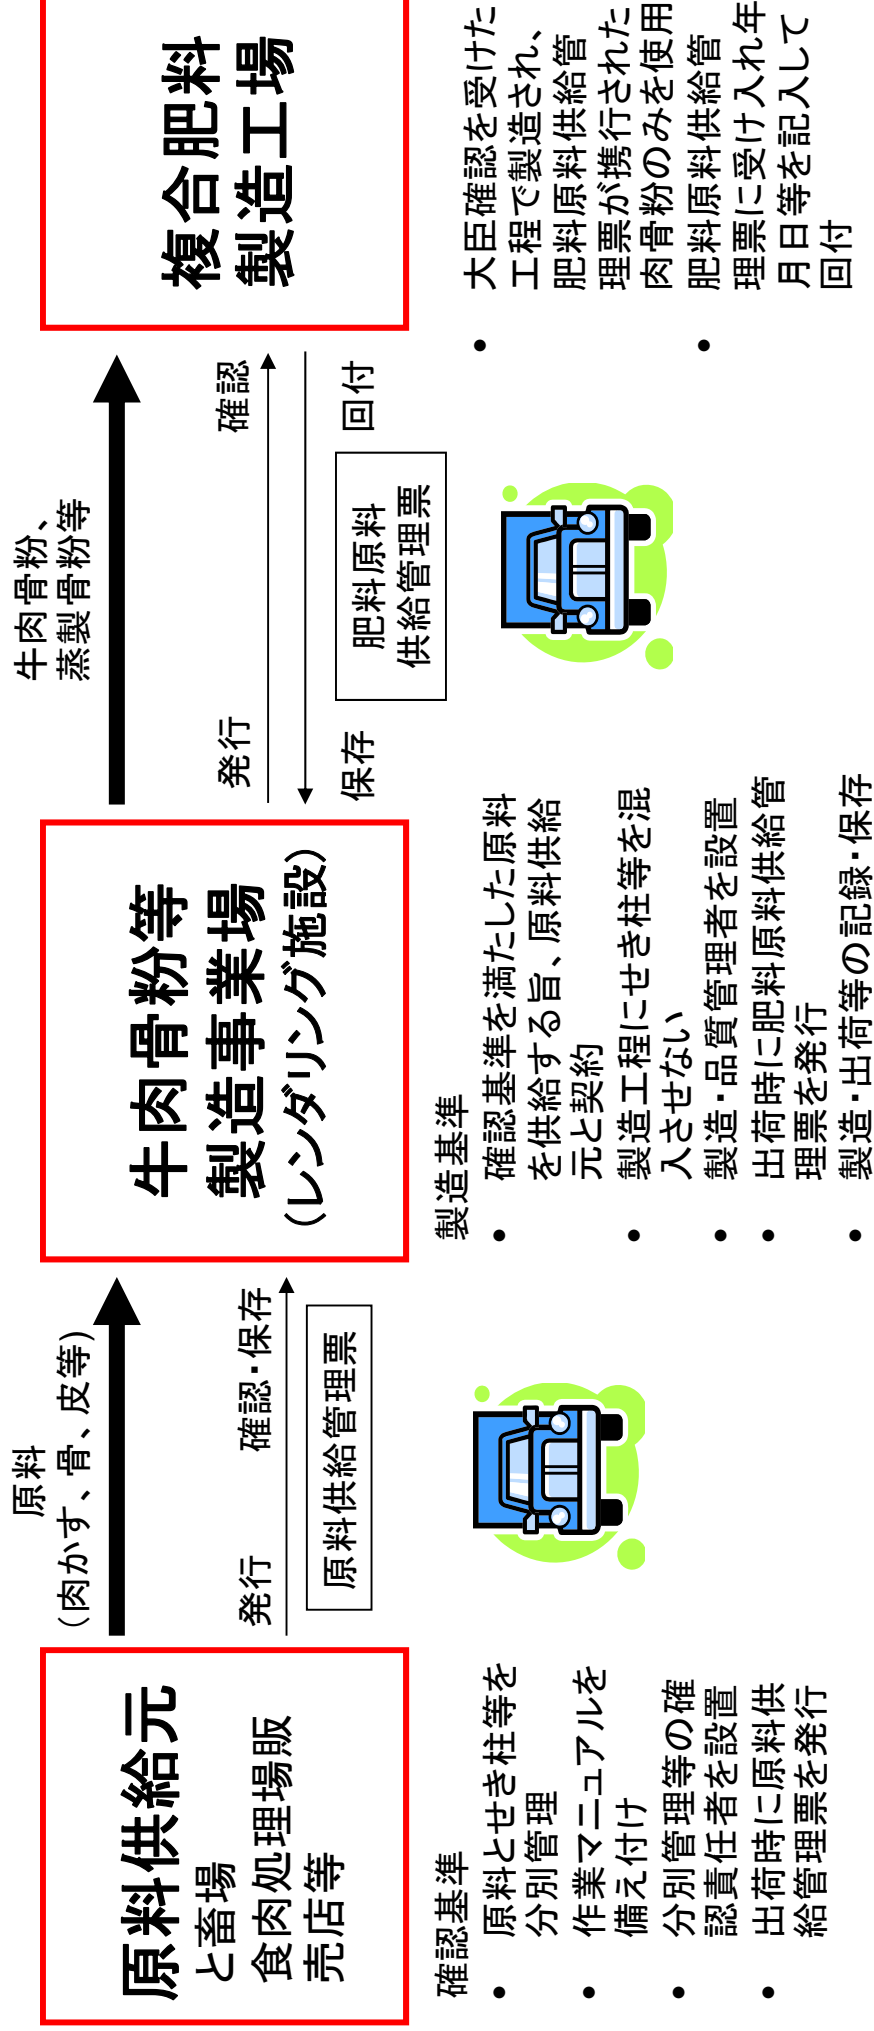 原料供給元
と畜場
食肉処理場販
売店等
原料
(肉かす、骨、皮等)
発行
確認・保存
原料供給管理票
確認基準
• 原料とせき柱等を
分別管理
• 作業マニュアルを
備え付け
• 分別管理等の確
認責任者を設置
• 出荷時に原料供
給管理票を発行
牛肉骨粉等
製造事業場
(レンダリング施設)
牛肉骨粉、
蒸製骨粉等
発行
確認
保存
回付
肥料原料
供給管理票
製造基準
• 確認基準を満たした原料
を供給する旨、原料供給
元と契約
• 製造工程にせき柱等を混
入させない
• 製造・品質管理者を設置
• 出荷時に肥料原料供給管
理票を発行
• 製造・出荷等の記録・保存
複合肥料
製造工場
• 大臣確認を受けた
工程で製造され、
肥料原料供給管
理票が携行された
肉骨粉のみを使用
• 肥料原料供給管
理票に受け入れ年
月日等を記入して
回付